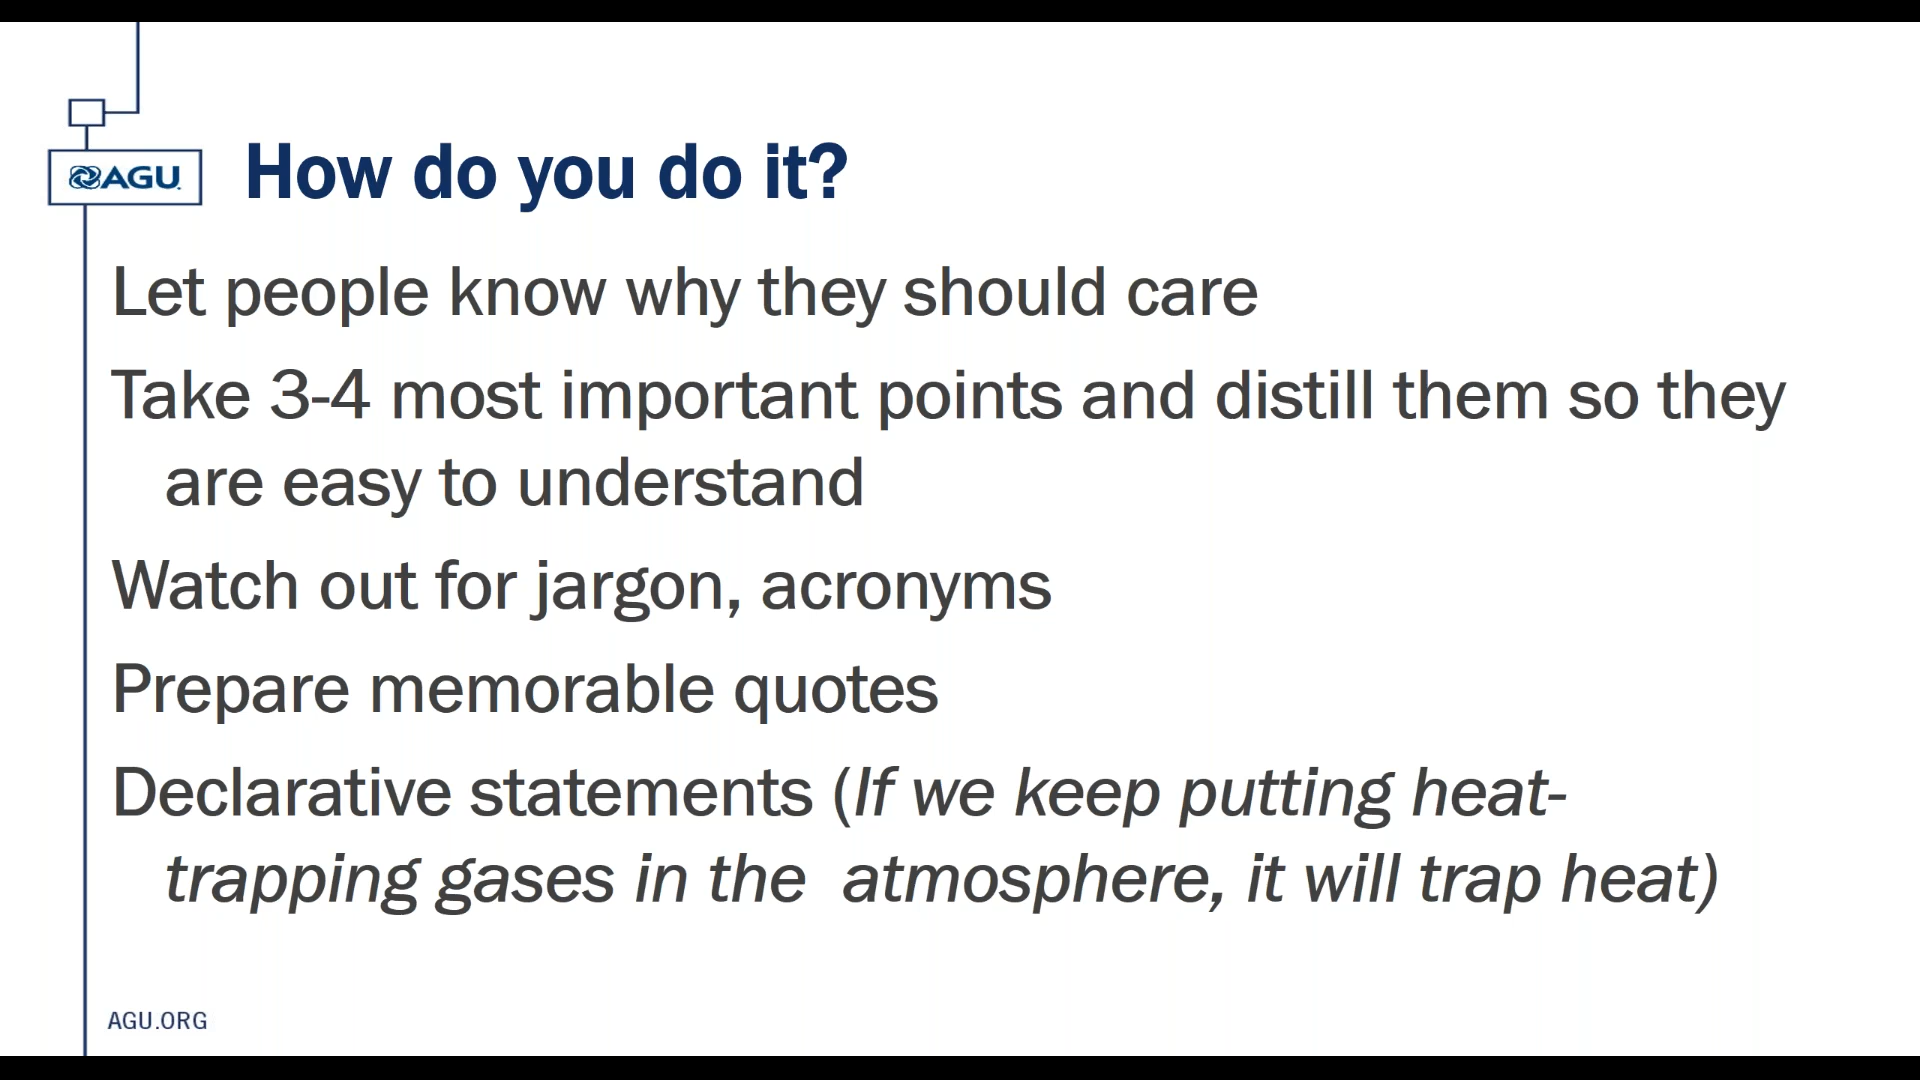 AGU
How do you do it?
Let people know why they should care
Take 3-4 most important points and distill them so they
are easy to understand
Watch out for jargon, acronyms
Prepare memorable quotes
Declarative statements (If we keep putting heat-
trapping gases in the  atmosphere, it will trap heat)
AGU.ORG